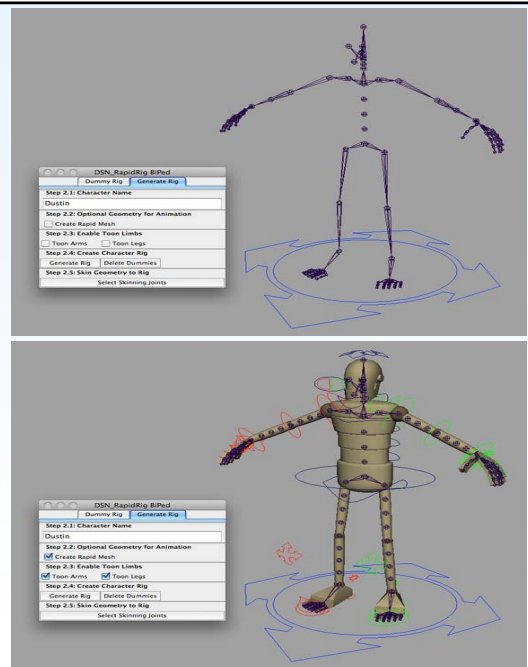 DSN_RapidRig BiPed
Dummy Rig Generate Rig
Step 2.1: Character Name
Dustin
Step 2.2: Optional Geometry for Animation
Create Rapid Mesh
Step 2.3: Enable Toon Limbs
Toon Arms Toon Legs
Step 2.4: Create Character Rig
Generate Rig Delete Dummies
Step 2.5: Skin Geometry to Rig
Select Skinning Joints
DSN_RapidRig BiPed
Dummy Rig Generate Rig
Step 2.1: Character Name
Dustin
Step 2.2: Optional Geometry for Animation
Create Rapid Mesh
Step 2.3: Enable Toon Limbs
Toon Arms Toon Legs
Step 2.4: Create Character Rig
Generate Rig Delete Dummies
Step 2.5: Skin Geometry to Rig
Select Skinning Joints